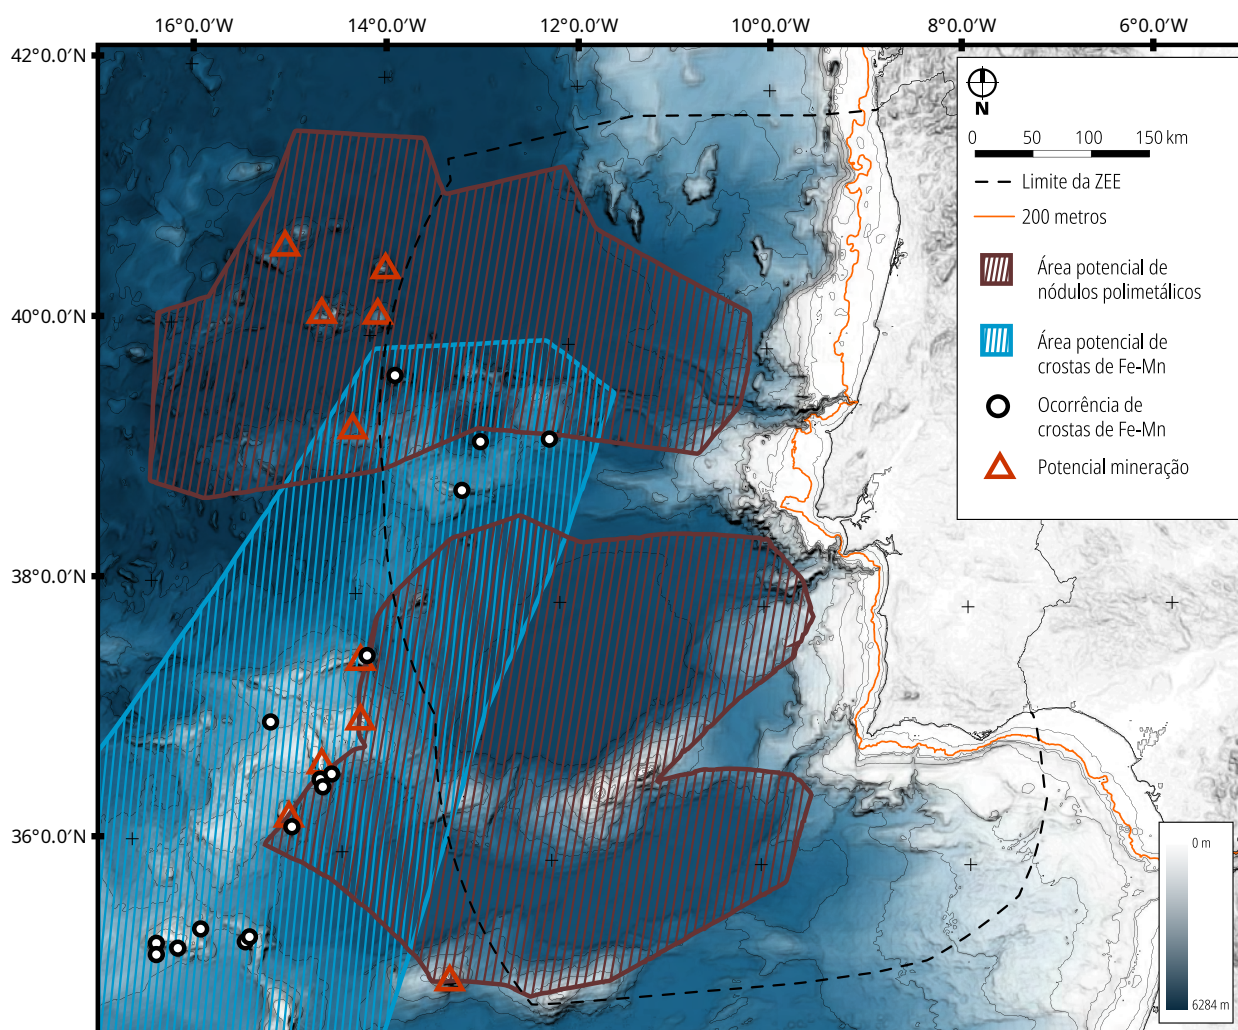 16°0.0'W 14°0.0'W 12°0.0'W 10°0.0'W 8°0.0'W 6°0.0'W
42°0.0'N
40°0.0'N
38°0.0'N
36°0.0'N
N
0 50 100 150 km
Limite da ZEE
200 metros
Área potencial de
nódulos polimetálicos
Área potencial de
crostas de Fe-Mn
Ocorrência de
crostas de Fe-Mn
Potencial mineração
0 m
6284 m